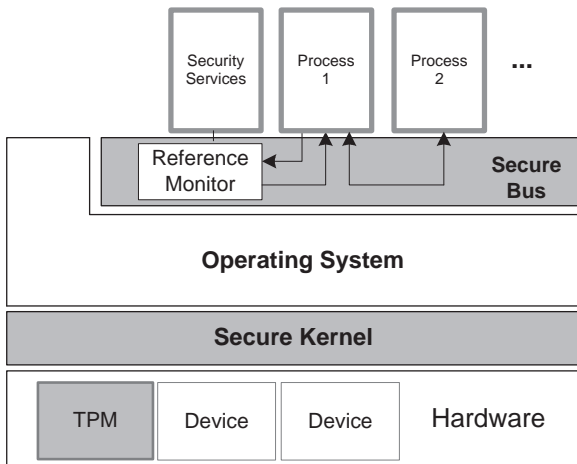 Security
Services
Process
1
Process
2
...
Reference
Monitor
Secure
Bus
Operating System
Secure Kernel
TPM
Device
Device
Hardware